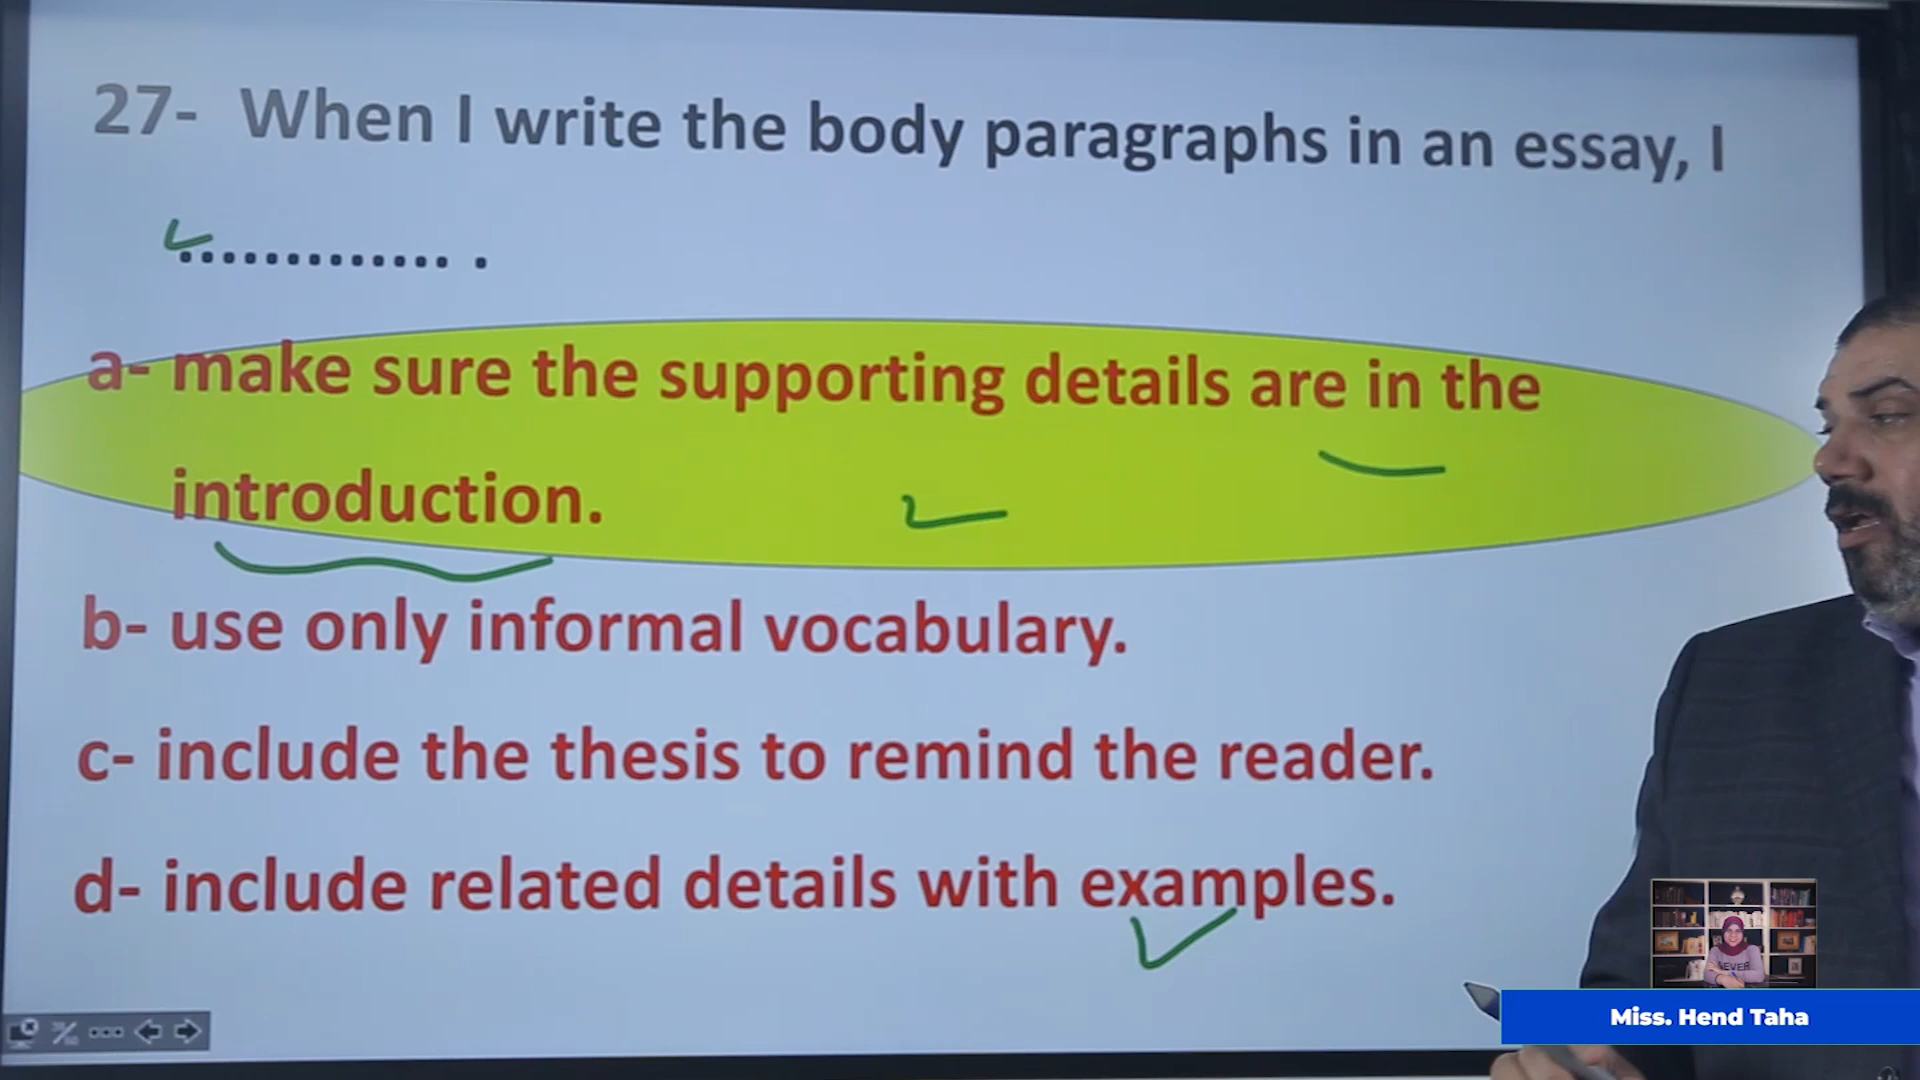 27- When I write the body paragraphs in an essay, I
............. .
a- make sure the supporting details are in the
introduction.
b- use only informal vocabulary.
c- include the thesis to remind the reader.
d- include related details with examples.
NEVER
Miss. Hend Taha